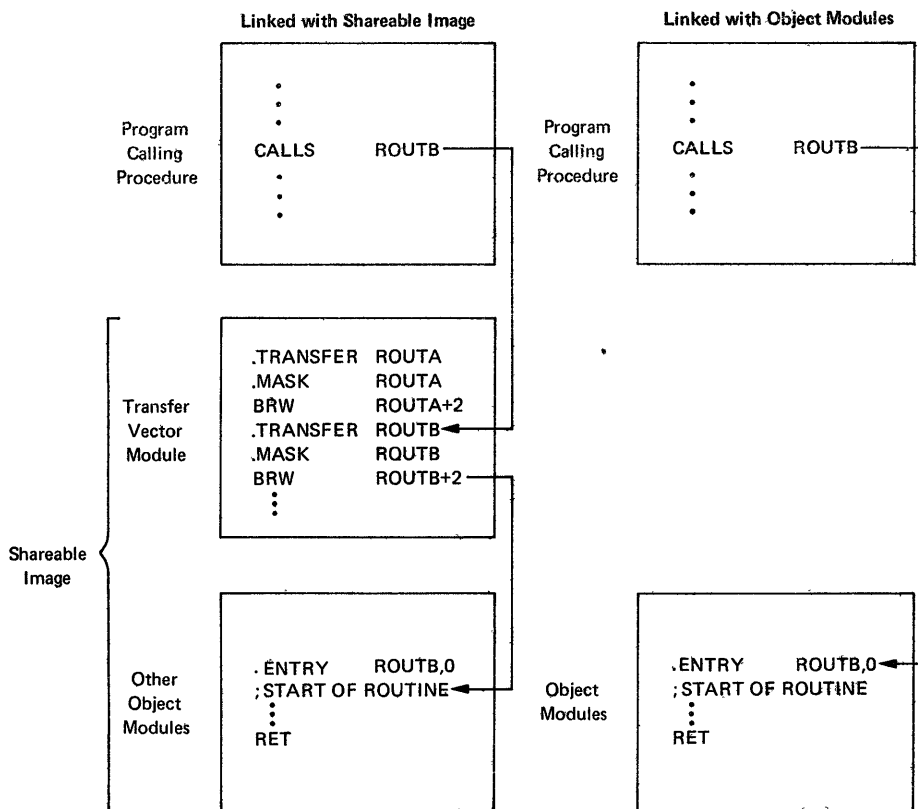 Linked with Shareable Image
Program
Calling
Procedure
CALLS ROUTB
Transfer
Vector
Module
.TRANSFER ROUTA
.MASK ROUTA
BRW ROUTA+2
.TRANSFER ROUTB
.MASK ROUTB
BRW ROUTB+2
Shareable
Image
Other
Object
Modules
.ENTRY ROUTB,0
;START OF ROUTINE
RET
Linked with Object Modules
Program
Calling
Procedure
CALLS ROUTB
Object
Modules
.ENTRY ROUTB,0
;START OF ROUTINE
RET